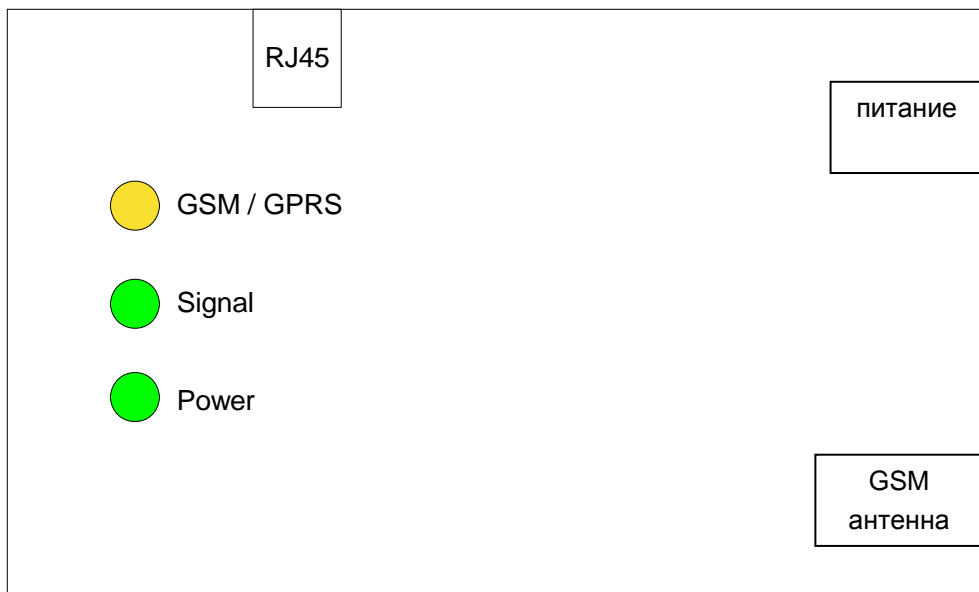 RJ45
питание
GSM / GPRS
Signal
Power
GSM
антенна